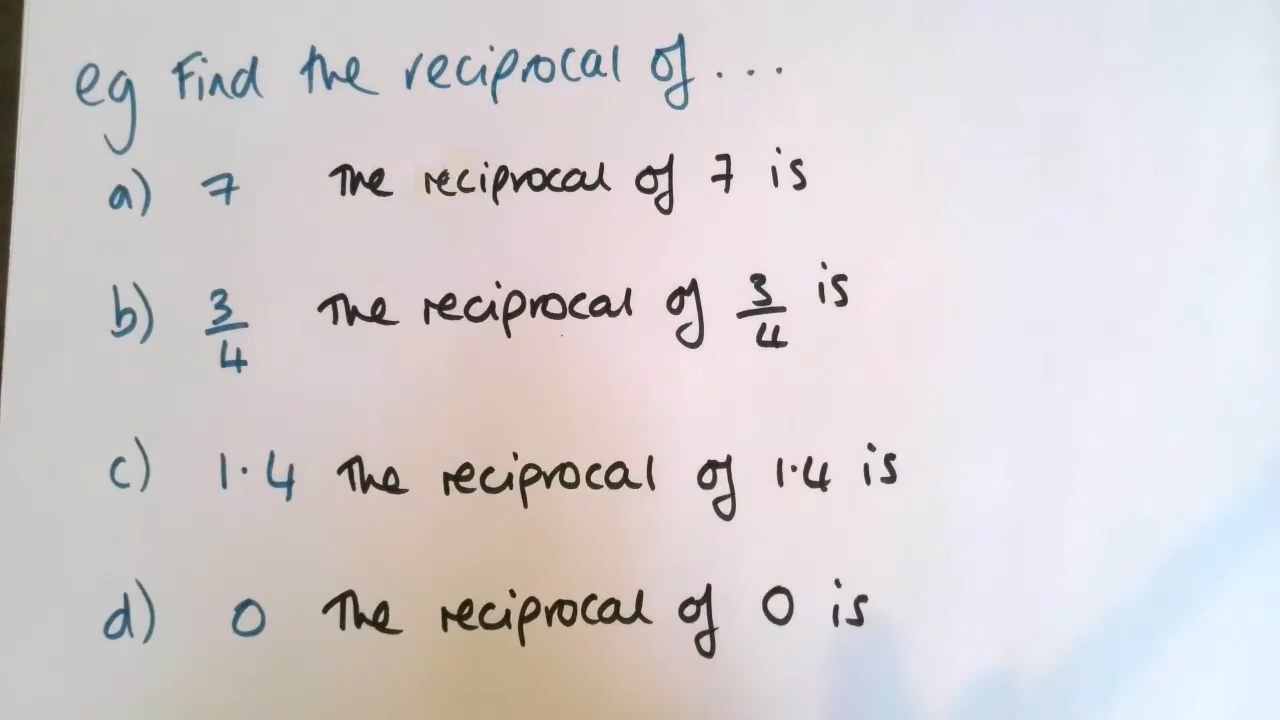 eg Find the reciprocal of...
a) 7 The reciprocal of 7 is
b) 3/4 The reciprocal of 3/4 is
c) 1·4 The reciprocal of 1·4 is
d) 0 The reciprocal of 0 is